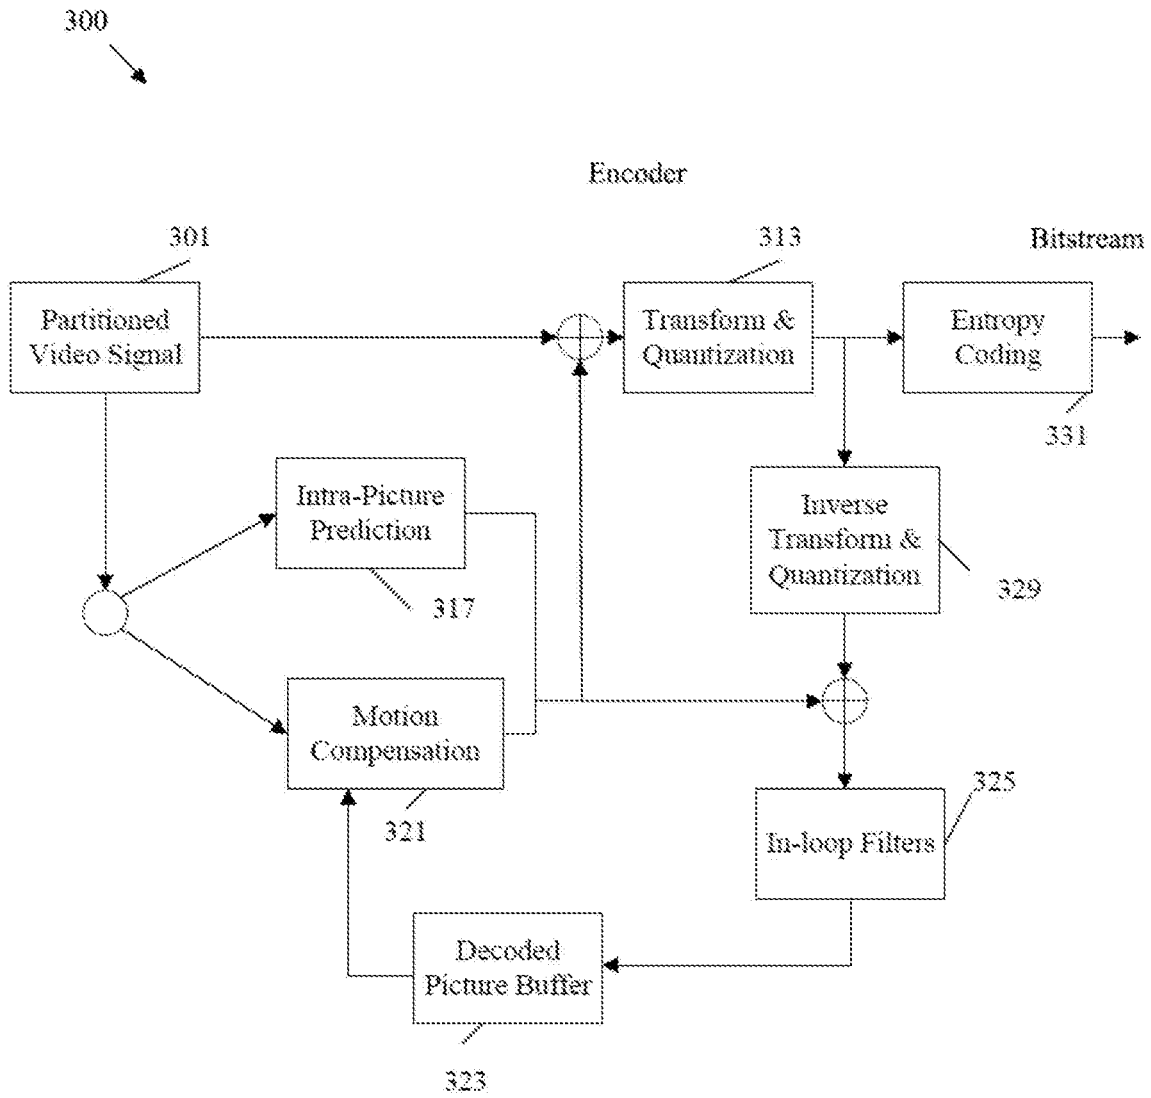 300
Encoder
301
313
Bitstream
Partitioned
Video Signal
Transform &
Quantization
Entropy
Coding
331
Intra-Picture
Prediction
317
Inverse
Transform &
Quantization
329
Motion
Compensation
321
325
In-loop Filters
Decoded
Picture Buffer
323